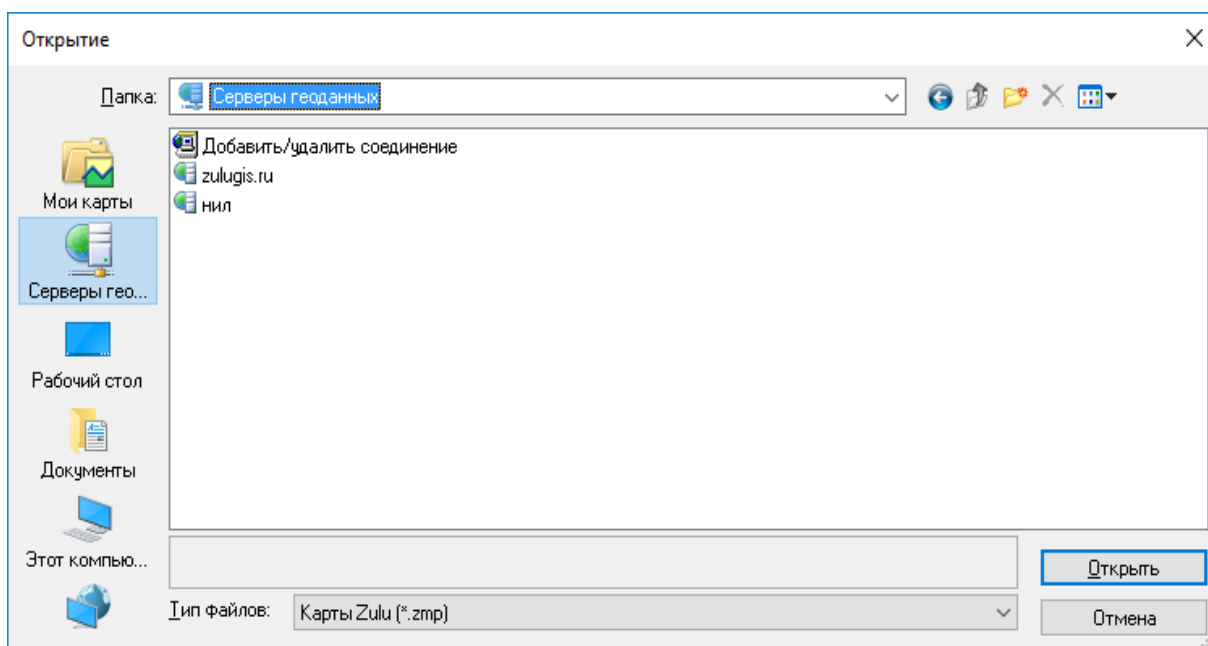 Открытие
Папка: Серверы геоданных
Добавить/удалить соединение
zulugis.ru
нил
Мои карты
Серверы гео...
Рабочий стол
Документы
Этот компью...
Открыть
Тип файлов: Карты Zulu (*.zmp)
Отмена